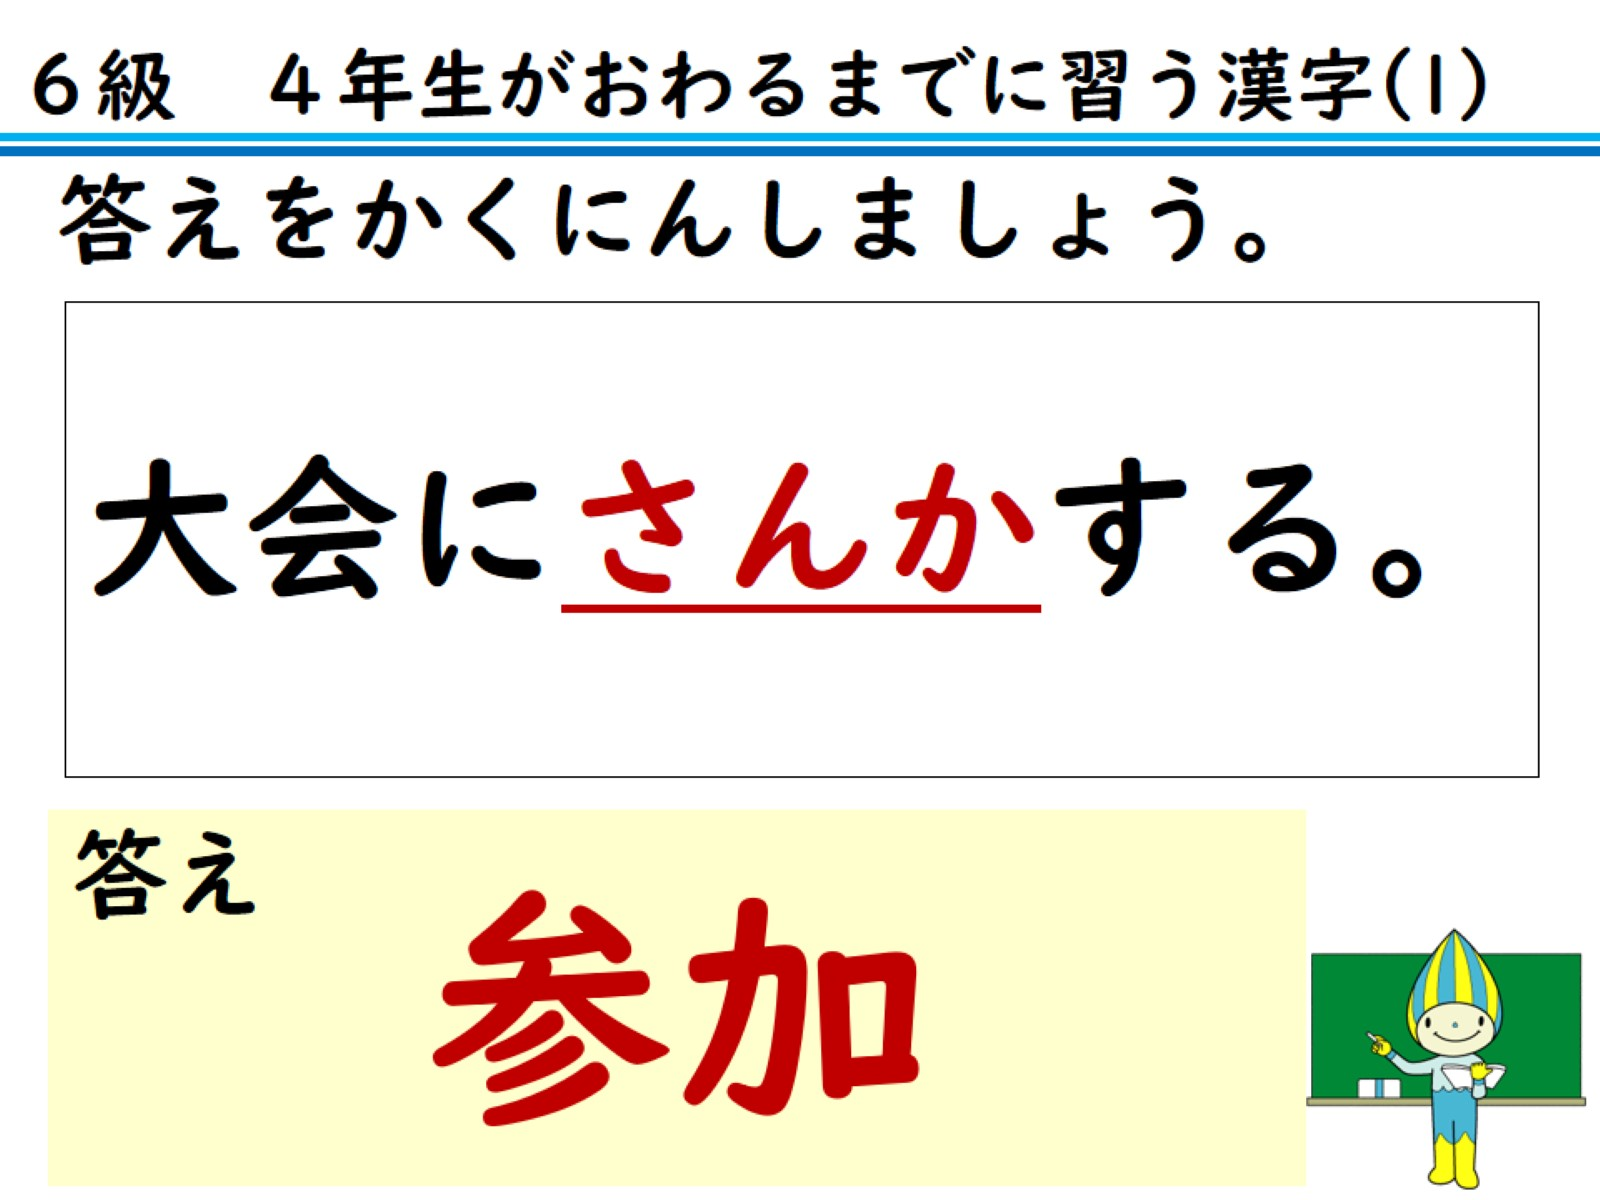 ６級　４年生がおわるまでに習う漢字(1)
答えをかくにんしましょう。
大会にさんかする。
答え
参加